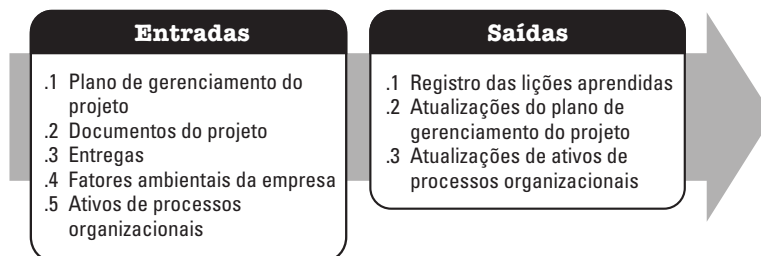 Entradas
.1 Plano de gerenciamento do
projeto
.2 Documentos do projeto
.3 Entregas
.4 Fatores ambientais da empresa
.5 Ativos de processos
organizacionais
Saídas
.1 Registro das lições aprendidas
.2 Atualizações do plano de
gerenciamento do projeto
.3 Atualizações de ativos de
processos organizacionais